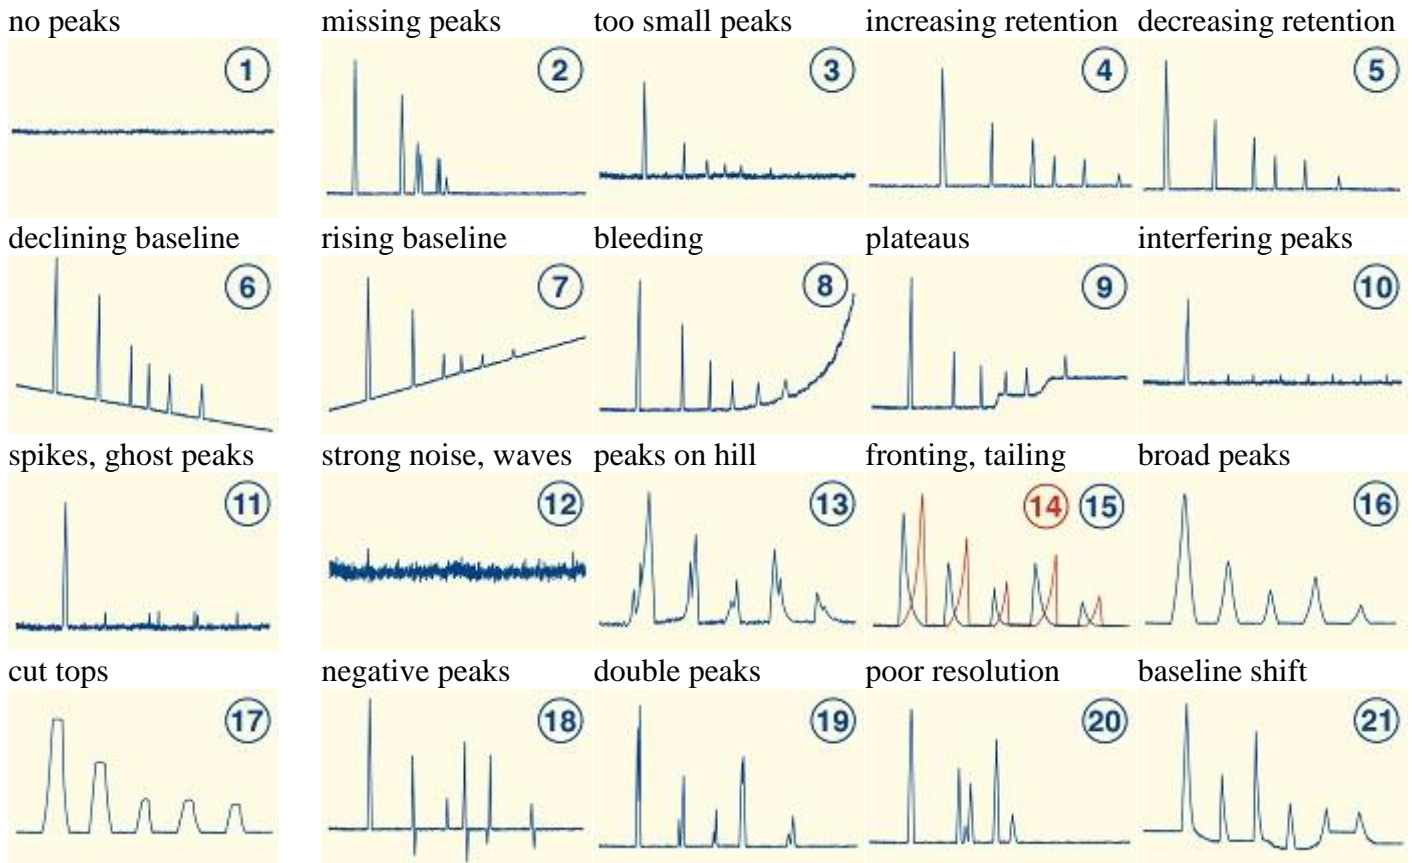 no peaks missing peaks too small peaks increasing retention decreasing retention
1 2 3 4 5
declining baseline rising baseline bleeding plateaus interfering peaks
6 7 8 9 10
spikes, ghost peaks strong noise, waves peaks on hill fronting, tailing broad peaks
11 12 13 14 15 16
cut tops negative peaks double peaks poor resolution baseline shift
17 18 19 20 21